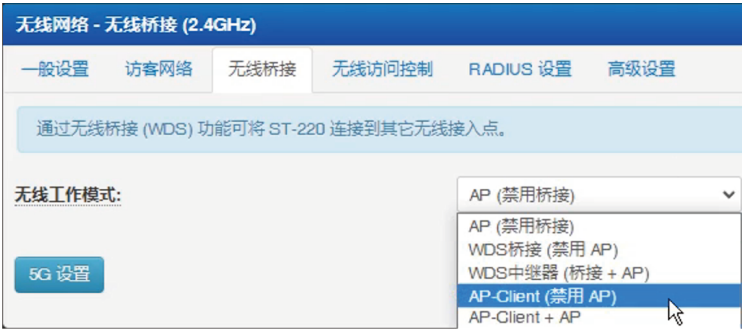 无线网络 - 无线桥接 (2.4GHz)
一般设置 访客网络 无线桥接 无线访问控制 RADIUS 设置 高级设置
通过无线桥接 (WDS) 功能可将 ST-220 连接到其它无线接入点。
无线工作模式: AP (禁用桥接)
AP (禁用桥接)
WDS桥接 (禁用 AP)
WDS中继器 (桥接 + AP)
5G 设置
AP-Client (禁用 AP)
AP-Client + AP